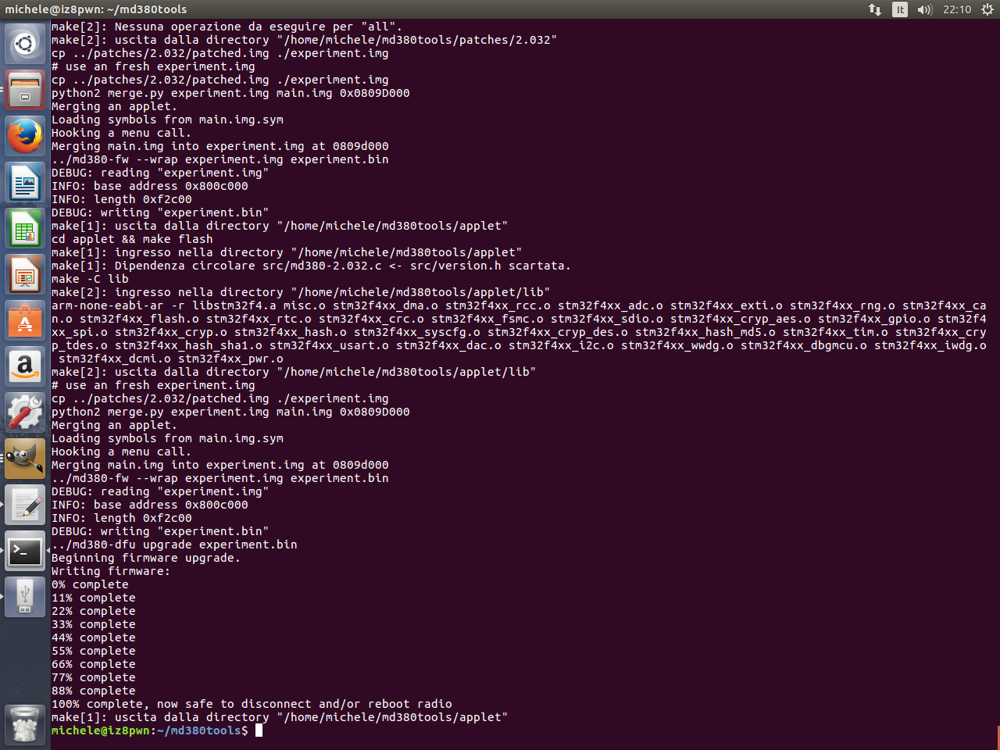 michele@iz8pwn: ~/md380tools
It
22:10
make[2]: Nessuna operazione da eseguire per "all".
make[2]: uscita dalla directory "/home/michele/md380tools/patches/2.032"
cp ../patches/2.032/patched.img ./experiment.img
# use an fresh experiment.img
cp ../patches/2.032/patched.img ./experiment.img
python2 merge.py experiment.img main.img 0x0809D000
Merging an applet.
Loading symbols from main.img.sym
Hooking a menu call.
Merging main.img into experiment.img at 0809d000
../md380-fw --wrap experiment.img experiment.bin
DEBUG: reading "experiment.img"
INFO: base address 0x800c000
INFO: length 0xf2c00
DEBUG: writing "experiment.bin"
make[1]: uscita dalla directory "/home/michele/md380tools/applet"
cd applet && make flash
make[1]: ingresso nella directory "/home/michele/md380tools/applet"
make[1]: Dipendenza circolare src/md380-2.032.c <- src/version.h scartata.
make -C lib
make[2]: ingresso nella directory "/home/michele/md380tools/applet/lib"
arm-none-eabi-ar -r libstm32f4.a misc.o stm32f4xx_dma.o stm32f4xx_rcc.o stm32f4xx_adc.o stm32f4xx_exti.o stm32f4xx_rng.o stm32f4xx_ca
n.o stm32f4xx_flash.o stm32f4xx_rtc.o stm32f4xx_crc.o stm32f4xx_fsmc.o stm32f4xx_sdio.o stm32f4xx_cryp_aes.o stm32f4xx_gpio.o stm32f4
xx_spi.o stm32f4xx_cryp.o stm32f4xx_hash.o stm32f4xx_syscfg.o stm32f4xx_cryp_des.o stm32f4xx_hash_md5.o stm32f4xx_tim.o stm32f4xx_cry
p_tdes.o stm32f4xx_hash_sha1.o stm32f4xx_usart.o stm32f4xx_dac.o stm32f4xx_i2c.o stm32f4xx_wwdg.o stm32f4xx_dbgmcu.o stm32f4xx_iwdg.o
 stm32f4xx_dcmi.o stm32f4xx_pwr.o
make[2]: uscita dalla directory "/home/michele/md380tools/applet/lib"
# use an fresh experiment.img
cp ../patches/2.032/patched.img ./experiment.img
python2 merge.py experiment.img main.img 0x0809D000
Merging an applet.
Loading symbols from main.img.sym
Hooking a menu call.
Merging main.img into experiment.img at 0809d000
../md380-fw --wrap experiment.img experiment.bin
DEBUG: reading "experiment.img"
INFO: base address 0x800c000
INFO: length 0xf2c00
DEBUG: writing "experiment.bin"
../md380-dfu upgrade experiment.bin
Beginning firmware upgrade.
Writing firmware:
0% complete
11% complete
22% complete
33% complete
44% complete
55% complete
66% complete
77% complete
88% complete
100% complete, now safe to disconnect and/or reboot radio
make[1]: uscita dalla directory "/home/michele/md380tools/applet"
michele@iz8pwn:~/md380tools$